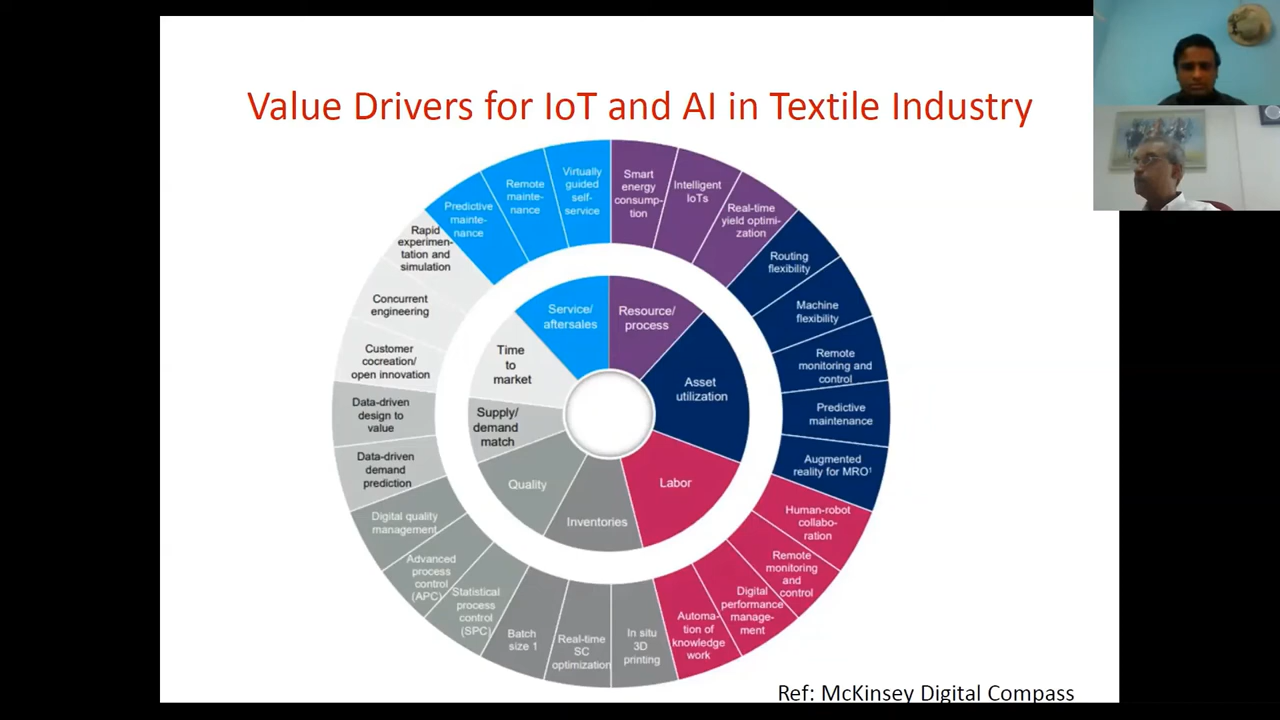 Value Drivers for IoT and AI in Textile Industry
Virtually
guided
self-
service
Remote
mainte-
nance
Predictive
mainte-
nance
Smart
energy
consump-
tion
Intelligent
IoTs
Real-time
yield optimi-
zation
Routing
flexibility
Machine
flexibility
Remote
monitoring and
control
Predictive
maintenance
Augmented
reality for MRO¹
Human-robot
collabo-
ration
Remote
monitoring
and
control
Digital
performance
manage-
ment
Automa-
tion of
knowledge
work
In situ
3D
printing
Real-time
SC
optimization
Batch
size 1
Statistical
process
control
(SPC)
Advanced
process
control
(APC)
Digital quality
management
Data-driven
demand
prediction
Data-driven
design to
value
Customer
cocreation/
open innovation
Concurrent
engineering
Rapid
experimen-
tation and
simulation
Service/
aftersales
Resource/
process
Asset
utilization
Labor
Inventories
Quality
Supply/
demand
match
Time
to
market
Ref: McKinsey Digital Compass